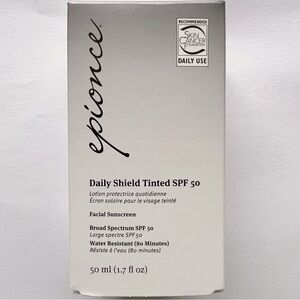 RECOMMENDED
SKIN
CANCER
FOUNDATION
DAILY USE
epionce
Daily Shield Tinted SPF 50
Lotion protectrice quotidienne
Écran solaire pour le visage teinté
Facial Sunscreen
Broad Spectrum SPF 50
Large spectre SPF 50
Water Resistant (80 Minutes)
Résiste à l'eau (80 minutes)
50 ml (1.7 fl oz)